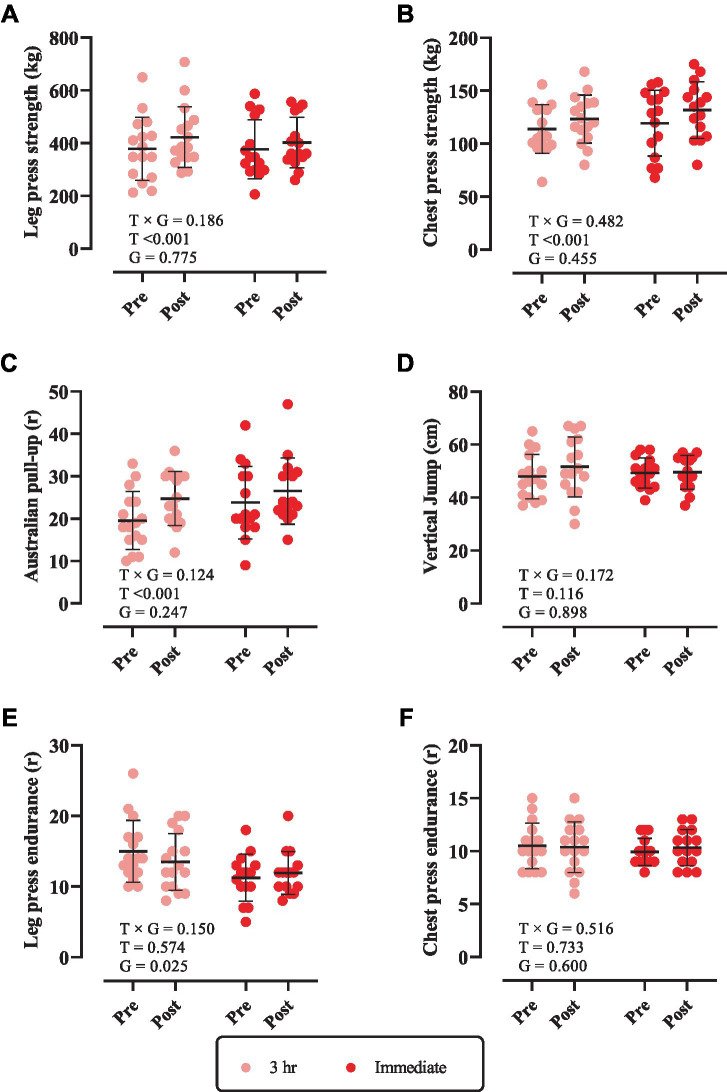 A
Leg press strength (kg)
800
600
400
200
0
T × G = 0.186
T <0.001
G = 0.775
Pre
Post
Pre
Post
B
Chest press strength (kg)
200
150
100
50
0
T × G = 0.482
T <0.001
G = 0.455
Pre
Post
Pre
Post
C
Australian pull-up (r)
50
40
30
20
10
0
T × G = 0.124
T <0.001
G = 0.247
Pre
Post
Pre
Post
D
Vertical Jump (cm)
80
60
40
20
0
T × G = 0.172
T = 0.116
G = 0.898
Pre
Post
Pre
Post
E
Leg press endurance (r)
30
20
10
0
T × G = 0.150
T = 0.574
G = 0.025
Pre
Post
Pre
Post
F
Chest press endurance (r)
20
15
10
5
0
T × G = 0.516
T = 0.733
G = 0.600
Pre
Post
Pre
Post
3 hr
Immediate